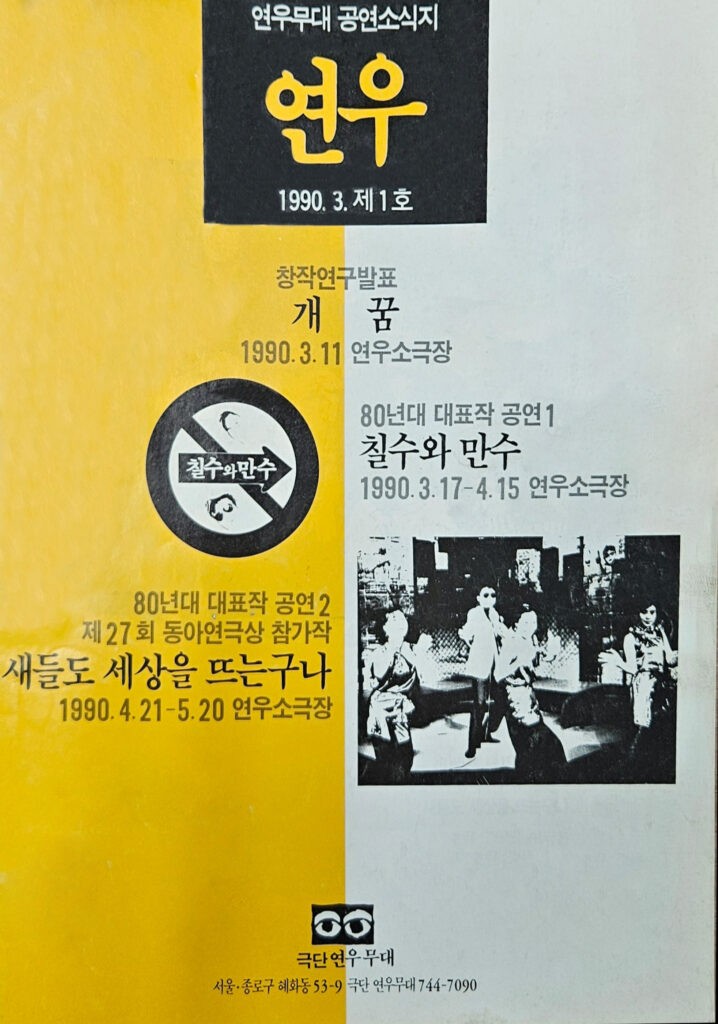 연우무대 공연소식지
연우
1990. 3. 제1호
창작연구발표
개 꿈
1990. 3. 11 연우소극장
80년대 대표작 공연1
칠수와 만수
1990. 3. 17-4. 15 연우소극장
칠수와만수
80년대 대표작 공연2
제27회 동아연극상 참가작
새들도 세상을 뜨는구나
1990. 4. 21-5. 20 연우소극장
극단 연우무대
서울·종로구 혜화동 53-9 극단 연우무대 744-7090